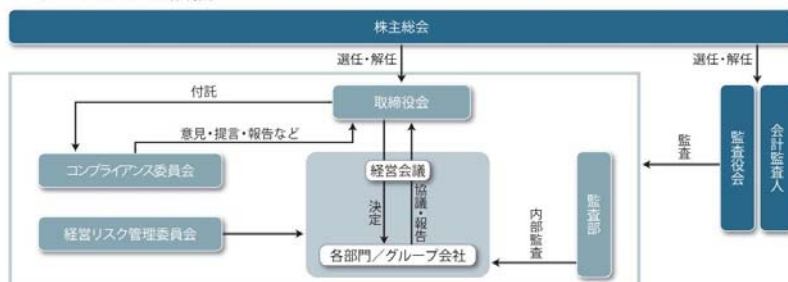 株主総会
選任・解任
選任・解任
付託
取締役会
意見・提言・報告など
コンプライアンス委員会
経営会議
監査部
監査
監査役会
会計監査人
決定
協議・報告
内部監査
経営リスク管理委員会
各部門／グループ会社